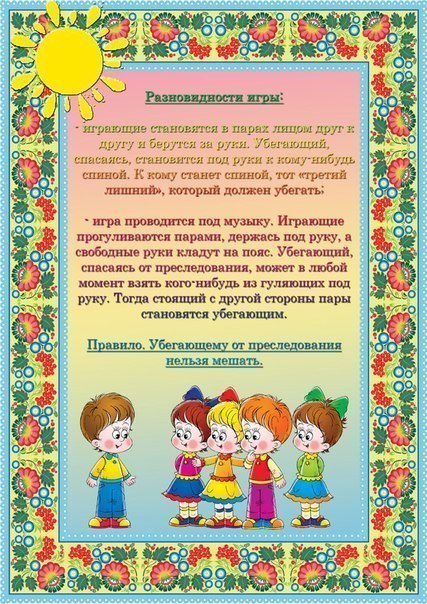 Разновидности игры:
- играющие становятся в парах лицом друг к
другу и берутся за руки. Убегающий,
спасаясь, становится под руки к кому-нибудь
спиной. К кому станет спиной, тот «третий
лишний», который должен убегать;
- игра проводится под музыку. Играющие
прогуливаются парами, держась под руку, а
свободные руки кладут на пояс. Убегающий,
спасаясь от преследования, может в любой
момент взять кого-нибудь из гуляющих под
руку. Тогда стоящий с другой стороны пары
становятся убегающим.
Правило. Убегающему от преследования
нельзя мешать.